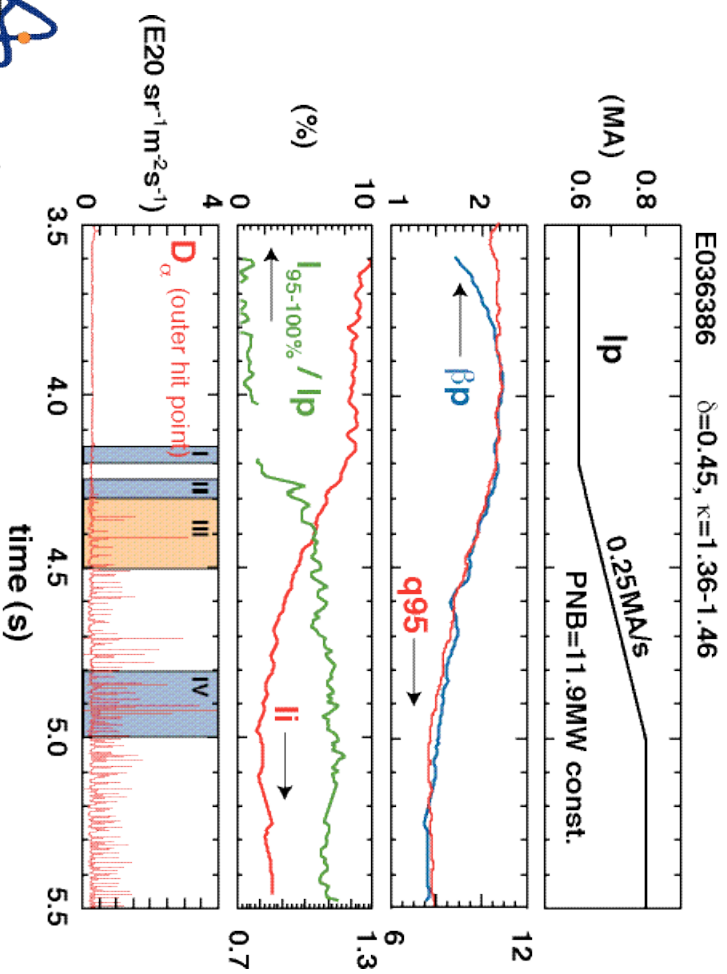 E036386 δ=0.45, κ=1.36-1.46
(MA)
0.8
0.6
Ip
0.25MA/s
PNB=11.9MW const.
2
1
βp
q95
12
6
(%)
10
0
I95-100% / Ip
li
1.3
0.7
(E20 sr⁻¹m⁻²s⁻¹)
4
0
Dα (outer hit point)
I
II
III
IV
3.5 4.0 4.5 5.0 5.5
time (s)